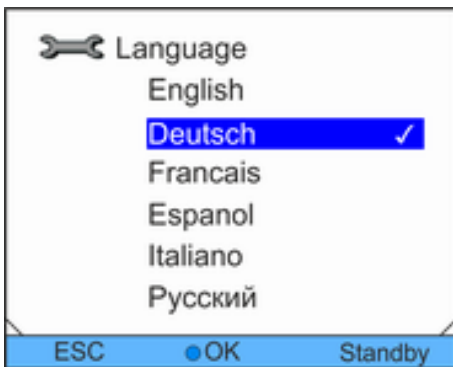 Language
English
Deutsch ✓
Francais
Espanol
Italiano
Русский
ESC OK Standby